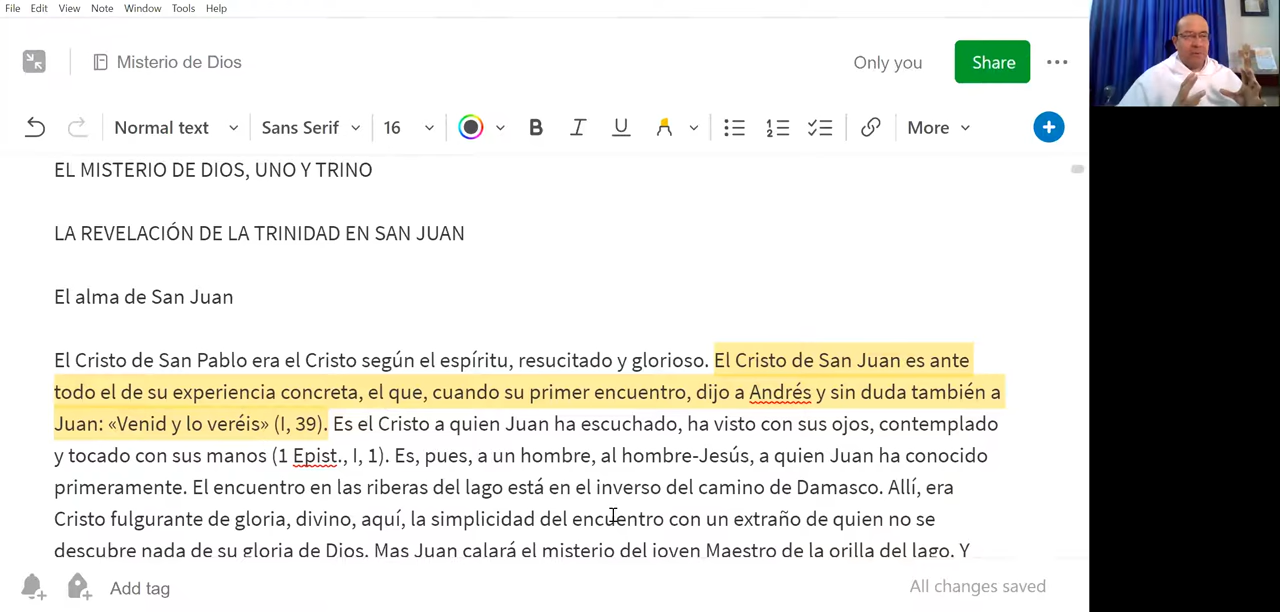 File Edit View Note Window Tools Help
Misterio de Dios Only you Share
Normal text Sans Serif 16 B I U A More
EL MISTERIO DE DIOS, UNO Y TRINO
LA REVELACIÓN DE LA TRINIDAD EN SAN JUAN
El alma de San Juan
El Cristo de San Pablo era el Cristo según el espíritu, resucitado y glorioso. El Cristo de San Juan es ante
todo el de su experiencia concreta, el que, cuando su primer encuentro, dijo a Andrés y sin duda también a
Juan: «Venid y lo veréis» (I, 39). Es el Cristo a quien Juan ha escuchado, ha visto con sus ojos, contemplado
y tocado con sus manos (1 Epist., I, 1). Es, pues, a un hombre, al hombre-Jesús, a quien Juan ha conocido
primeramente. El encuentro en las riberas del lago está en el inverso del camino de Damasco. Allí, era
Cristo fulgurante de gloria, divino, aquí, la simplicidad del encuentro con un extraño de quien no se
descubre nada de su gloria de Dios. Mas Juan calará el misterio del joven Maestro de la orilla del lago. Y
Add tag All changes saved